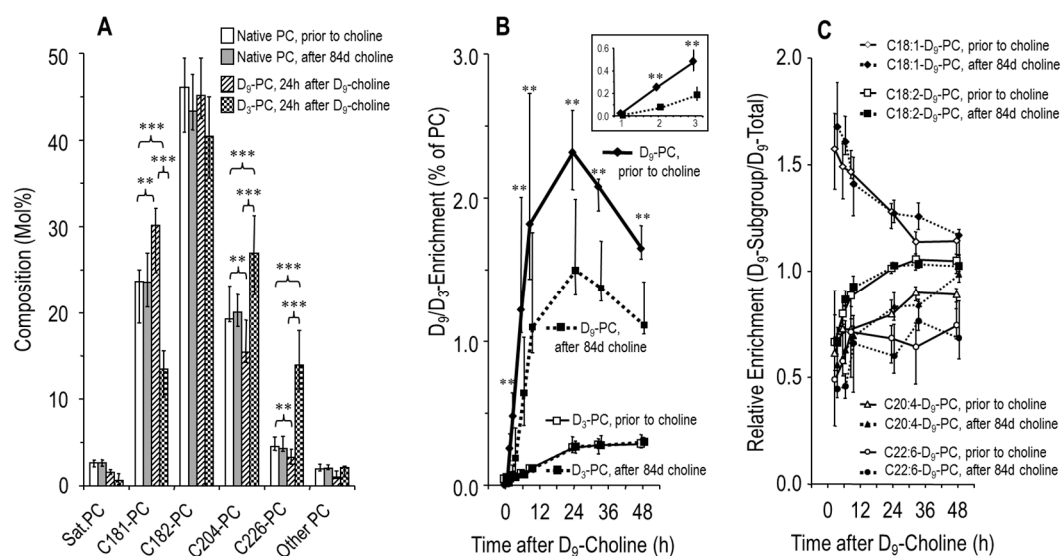 A
Native PC, prior to choline
Native PC, after 84d choline
D9-PC, 24h after D9-choline
D3-PC, 24h after D9-choline
Composition (Mol%)
50
40
30
20
10
0
***
**
***
***
**
***
***
**
***
Sat.PC
C181-PC
C182-PC
C204-PC
C226-PC
Other PC
B
D9/D3-Enrichment (% of PC)
3.0
2.0
1.0
0.0
**
**
**
**
**
**
0.6
0.4
0.2
0.0
**
**
1
2
3
D9-PC,
prior to choline
D9-PC,
after 84d choline
D3-PC, prior to choline
D3-PC, after 84d choline
0 12 24 36 48
Time after D9-Choline (h)
C
C18:1-D9-PC, prior to choline
C18:1-D9-PC, after 84d choline
C18:2-D9-PC, prior to choline
C18:2-D9-PC, after 84d choline
Relative Enrichment (D9-Subgroup/D9-Total)
2.0
1.5
1.0
0.5
0.0
C20:4-D9-PC, prior to choline
C20:4-D9-PC, after 84d choline
C22:6-D9-PC, prior to choline
C22:6-D9-PC, after 84d choline
0 12 24 36 48
Time after D9-Choline (h)